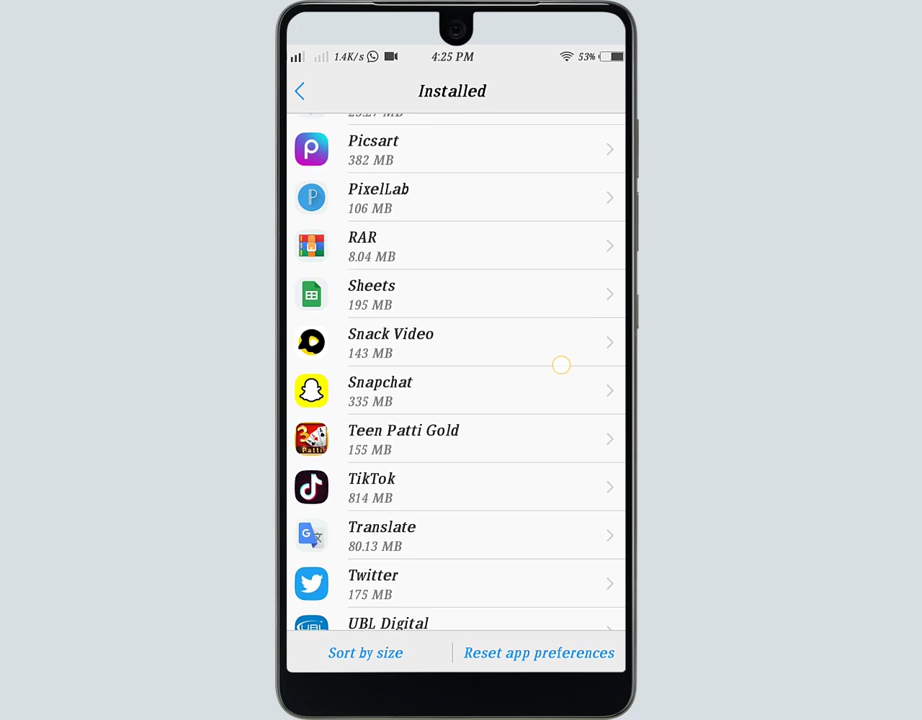 1.4K/s
4:25 PM
53%
Installed
Picsart
382 MB
PixelLab
106 MB
RAR
8.04 MB
Sheets
195 MB
Snack Video
143 MB
Snapchat
335 MB
Teen Patti Gold
155 MB
TikTok
814 MB
Translate
80.13 MB
Twitter
175 MB
UBL Digital
Sort by size
Reset app preferences